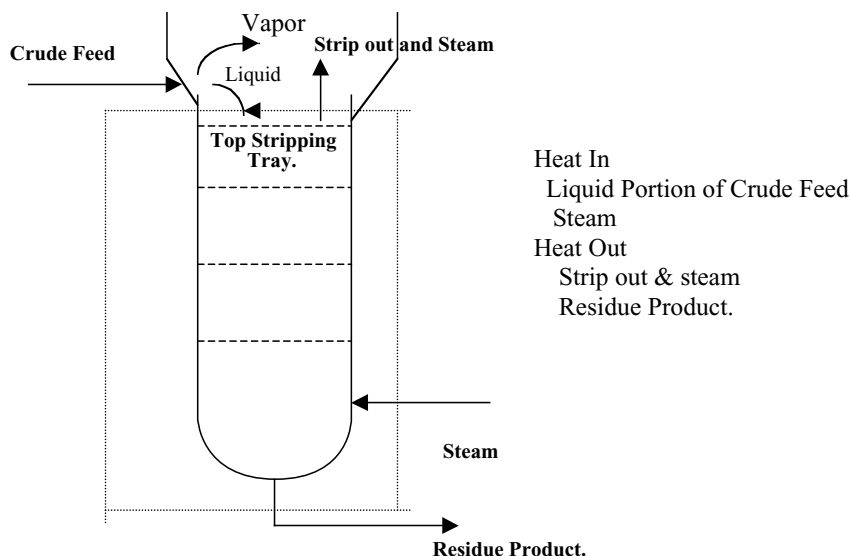 Vapor
Strip out and Steam
Crude Feed
Liquid
Top Stripping
Tray.
Heat In
Liquid Portion of Crude Feed
Steam
Heat Out
Strip out & steam
Residue Product.
Steam
Residue Product.